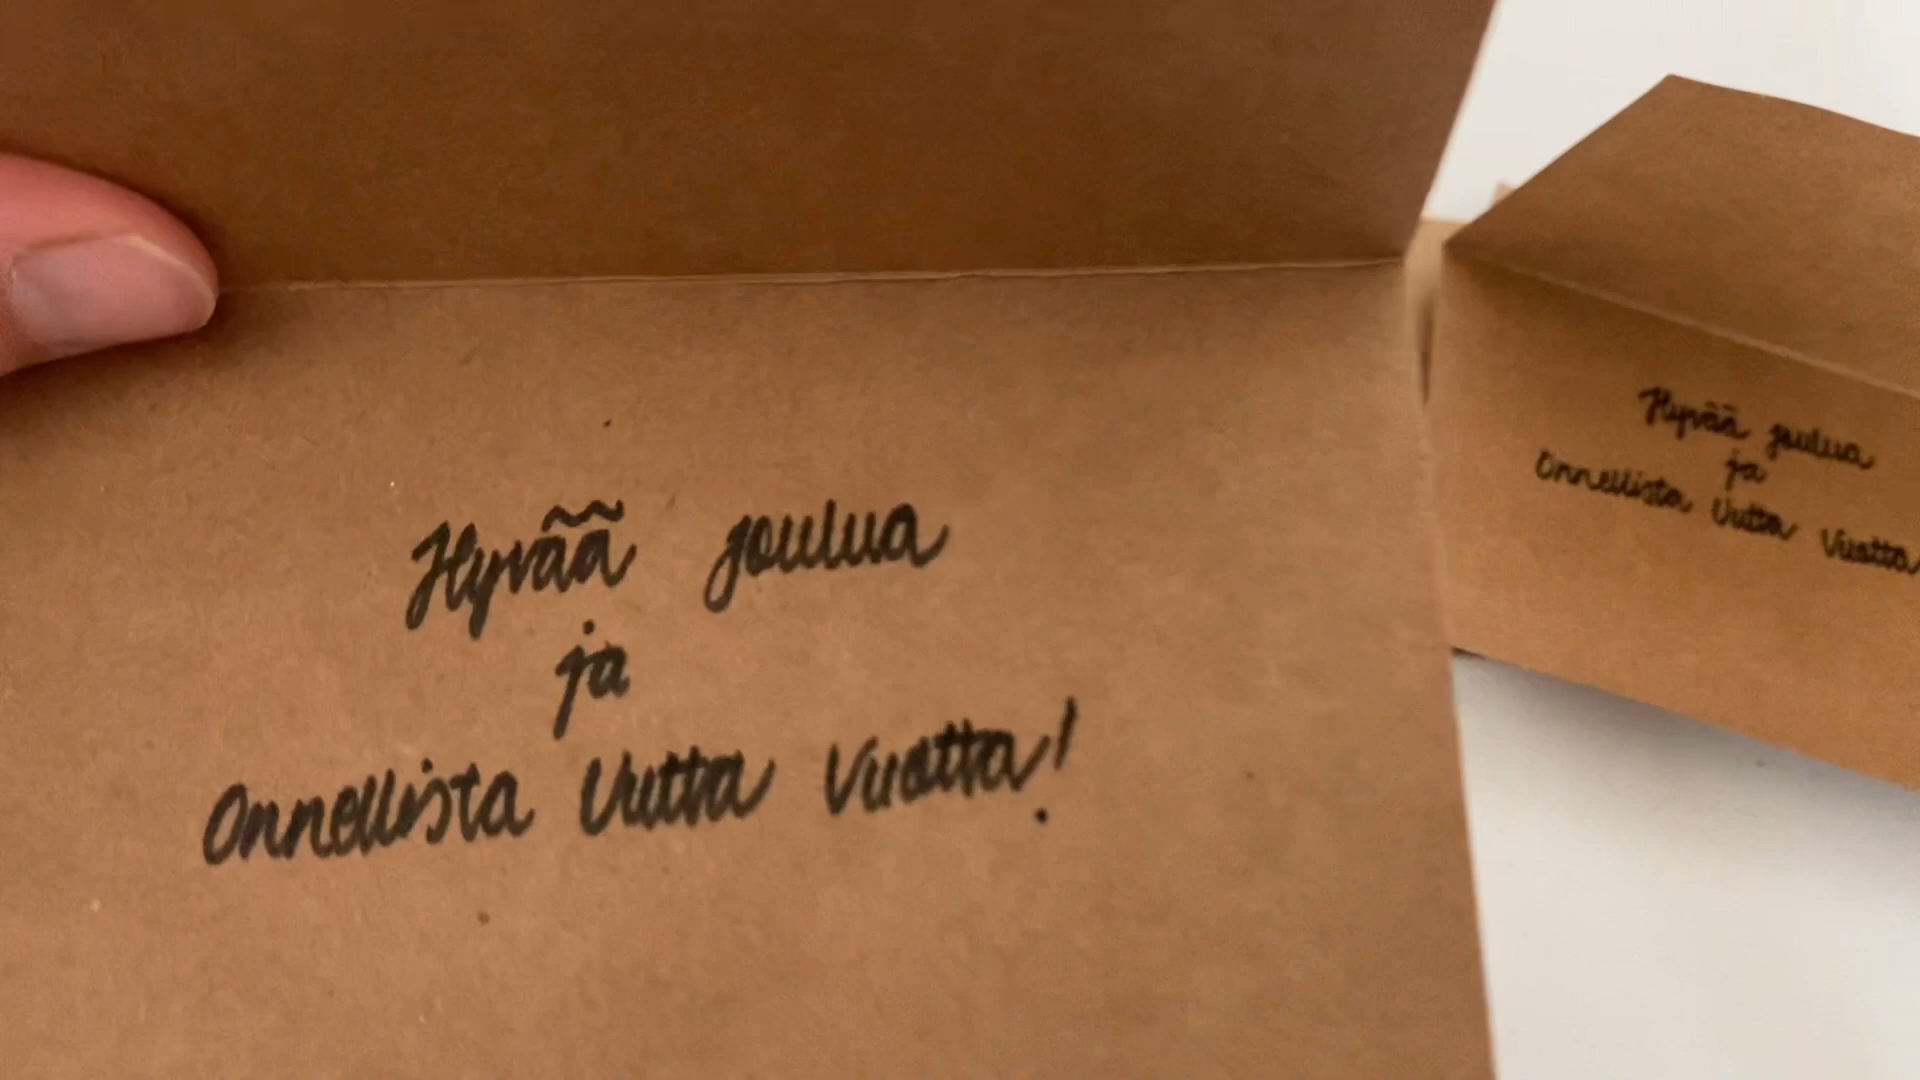 Hyvää joulua
ja
Onnellista Uutta Vuotta!
Hyvää joulua
ja
Onnellista Uutta Vuotta